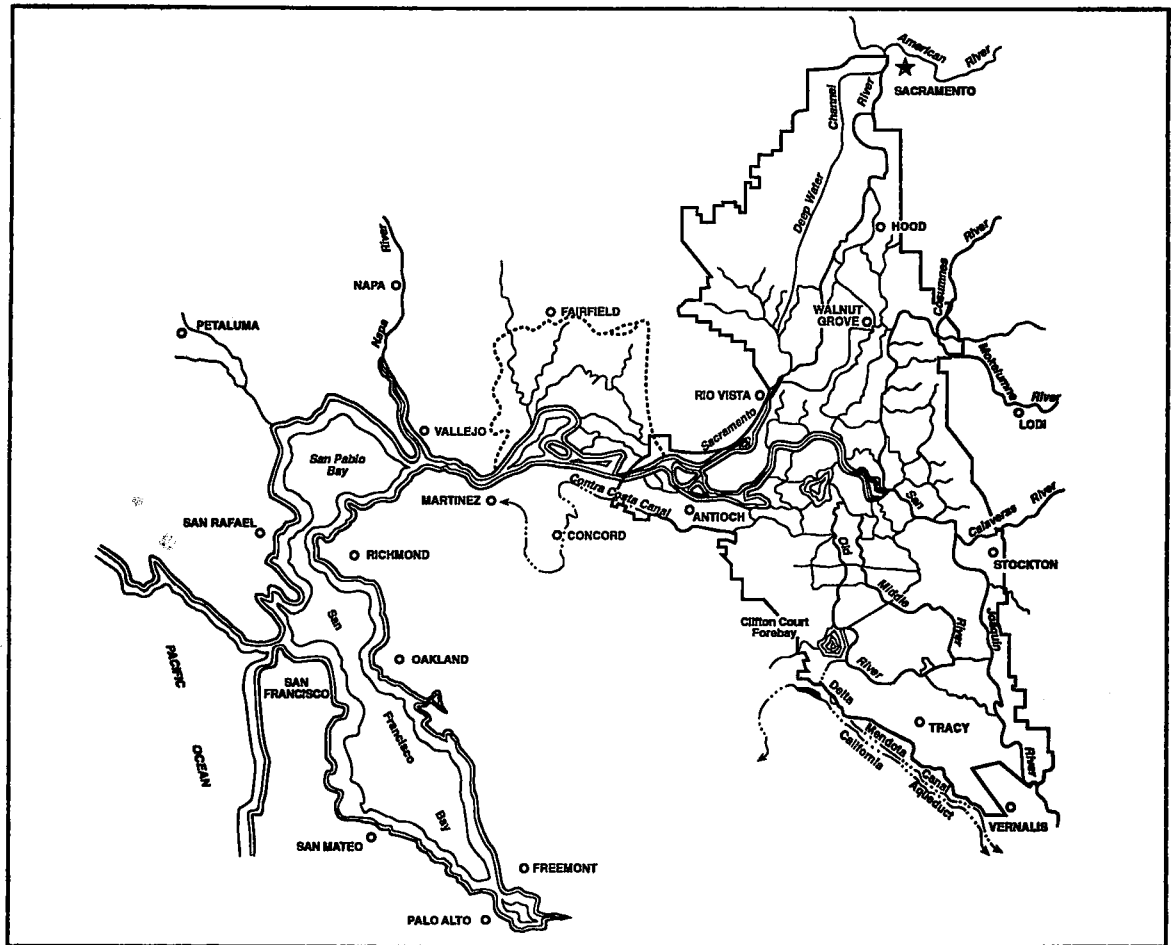 American
River
SACRAMENTO
River
Channel
Deep Water
HOOD
River
Cosumnes
Napa
River
NAPA
FAIRFIELD
WALNUT
GROVE
PETALUMA
Mokelumne
River
LODI
RIO VISTA
Sacramento
VALLEJO
San Pablo
Bay
MARTINEZ
Contra Costa Canal
ANTIOCH
San
Joaquin
River
Calaveras
River
SAN RAFAEL
RICHMOND
CONCORD
STOCKTON
Old
River
Middle
River
Clifton Court
Forebay
San
Francisco
Bay
OAKLAND
PACIFIC
OCEAN
SAN
FRANCISCO
Delta
Mendota
Canal
California
Aqueduct
TRACY
VERNALIS
SAN MATEO
FREEMONT
PALO ALTO